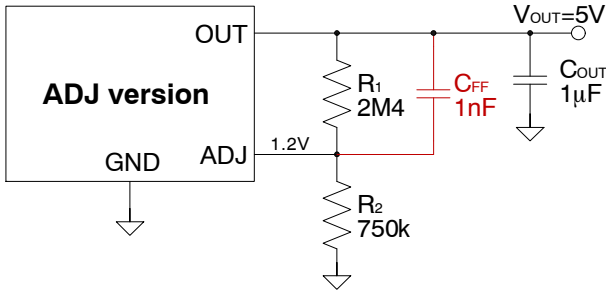 VOUT=5V
OUT
ADJ version
R1
2M4
CFF
1nF
COUT
1µF
GND
ADJ
1.2V
R2
750k